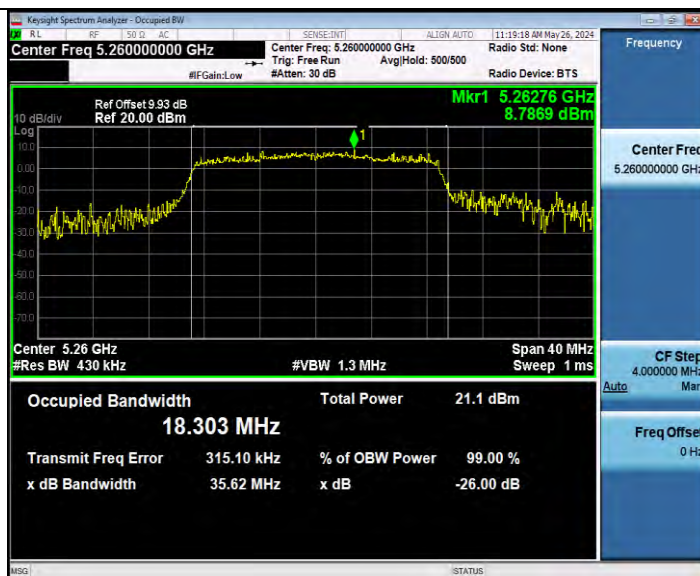 Keysight Spectrum Analyzer - Occupied BW
RL RF 50 Ω AC SENSE:INT ALIGN AUTO 11:19:18 AM May 26, 2024
Center Freq 5.260000000 GHz
Center Freq: 5.260000000 GHz
Radio Std: None
Trig: Free Run Avg|Hold: 500/500
#IFGain:Low #Atten: 30 dB Radio Device: BTS
Frequency
Ref Offset 9.93 dB
10 dB/div Ref 20.00 dBm
Mkr1 5.26276 GHz
8.7869 dBm
Log
1
10.0
0.00
-10.0
-20.0
-30.0
-40.0
-50.0
-60.0
-70.0
Center Freq
5.260000000 GHz
Center 5.26 GHz Span 40 MHz
#Res BW 430 kHz #VBW 1.3 MHz Sweep 1 ms
CF Step
4.000000 MHz
Auto Man
Freq Offset
0 Hz
Occupied Bandwidth Total Power 21.1 dBm
18.303 MHz
Transmit Freq Error 315.10 kHz % of OBW Power 99.00 %
x dB Bandwidth 35.62 MHz x dB -26.00 dB
MSG STATUS